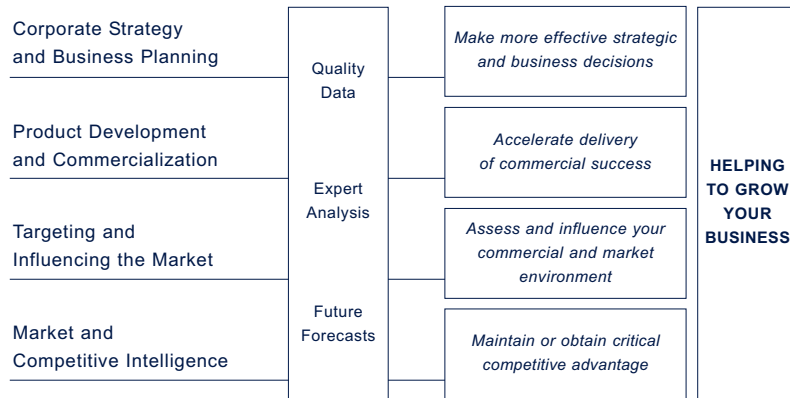 Corporate Strategy
and Business Planning
Product Development
and Commercialization
Targeting and
Influencing the Market
Market and
Competitive Intelligence
Quality
Data
Expert
Analysis
Future
Forecasts
Make more effective strategic
and business decisions
Accelerate delivery
of commercial success
Assess and influence your
commercial and market
environment
Maintain or obtain critical
competitive advantage
HELPING
TO GROW
YOUR
BUSINESS